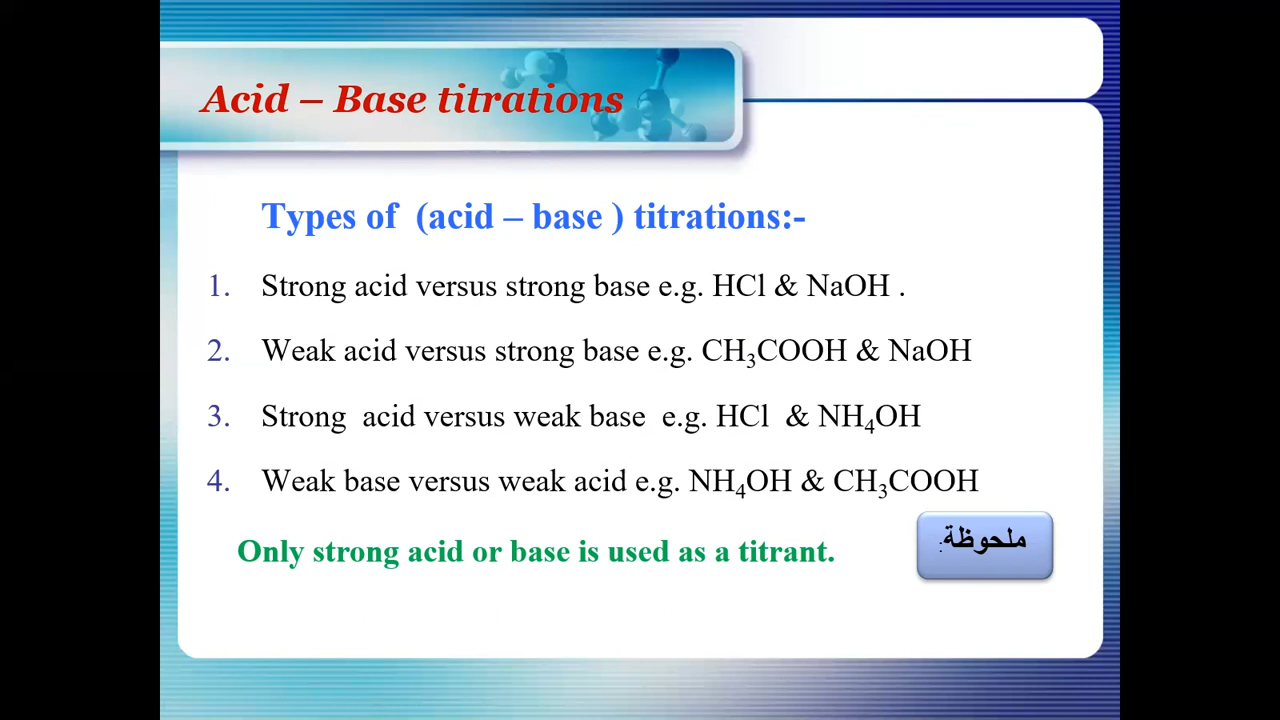 Acid – Base titrations
Types of (acid – base ) titrations:-
1. Strong acid versus strong base e.g. HCl & NaOH .
2. Weak acid versus strong base e.g. CH₃COOH & NaOH
3. Strong acid versus weak base e.g. HCl & NH₄OH
4. Weak base versus weak acid e.g. NH₄OH & CH₃COOH
Only strong acid or base is used as a titrant.
ملحوظة: